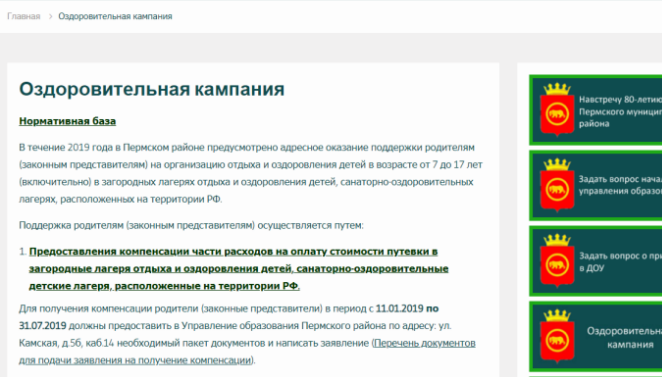 Главная > Оздоровительная кампания
Оздоровительная кампания
Нормативная база
В течение 2019 года в Пермском районе предусмотрено адресное оказание поддержки родителям
(законным представителям) на организацию отдыха и оздоровления детей в возрасте от 7 до 17 лет
(включительно) в загородных лагерях отдыха и оздоровления детей, санаторно-оздоровительных
лагерях, расположенных на территории РФ.
Поддержка родителям (законным представителям) осуществляется путем:
1. Предоставления компенсации части расходов на оплату стоимости путевки в
загородные лагеря отдыха и оздоровления детей, санаторно-оздоровительные
детские лагеря, расположенные на территории РФ.
Для получения компенсации родители (законные представители) в период с 11.01.2019 по
31.07.2019 должны предоставить в Управление образования Пермского района по адресу: ул.
Камская, д.5б, каб.14 необходимый пакет документов и написать заявление (Перечень документов
для подачи заявления на получение компенсации).
Навстречу 80-летию
Пермского
района
Задать вопрос
управления
Задать вопрос о
в ДОУ
кампания